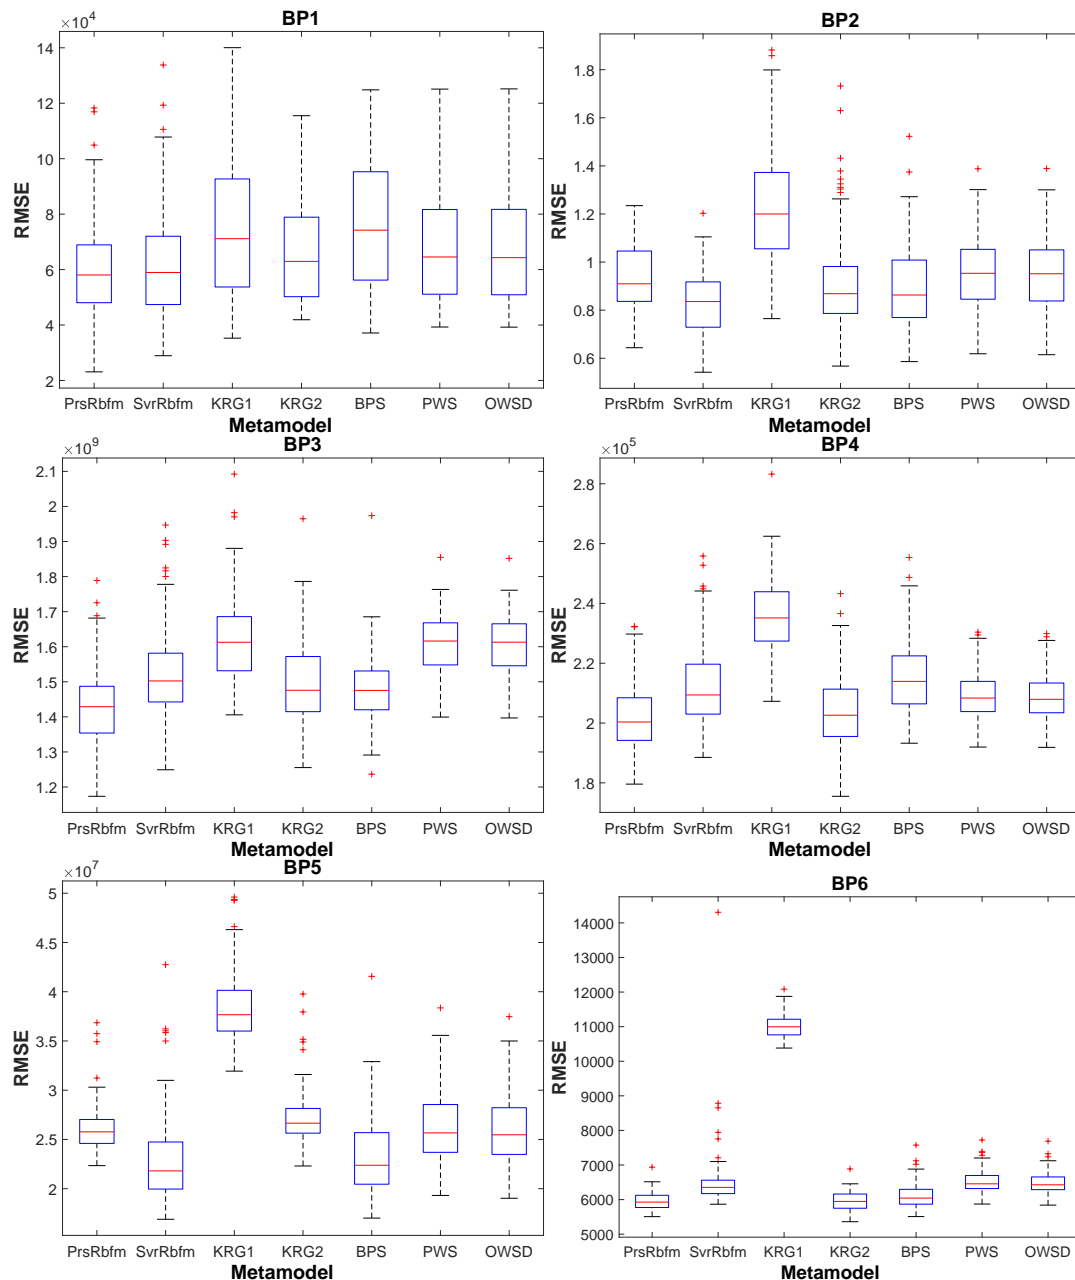 BP1
×10^4
14
12
10
8
6
4
2
RMSE
PrsRbfm SvrRbfm KRG1 KRG2 BPS PWS OWSD
Metamodel
BP2
1.8
1.6
1.4
1.2
1
0.8
0.6
RMSE
PrsRbfm SvrRbfm KRG1 KRG2 BPS PWS OWSD
Metamodel
BP3
×10^9
2.1
2
1.9
1.8
1.7
1.6
1.5
1.4
1.3
1.2
RMSE
PrsRbfm SvrRbfm KRG1 KRG2 BPS PWS OWSD
Metamodel
BP4
×10^5
2.8
2.6
2.4
2.2
2
1.8
RMSE
PrsRbfm SvrRbfm KRG1 KRG2 BPS PWS OWSD
Metamodel
BP5
×10^7
5
4.5
4
3.5
3
2.5
2
RMSE
PrsRbfm SvrRbfm KRG1 KRG2 BPS PWS OWSD
Metamodel
BP6
14000
13000
12000
11000
10000
9000
8000
7000
6000
5000
RMSE
PrsRbfm SvrRbfm KRG1 KRG2 BPS PWS OWSD
Metamodel